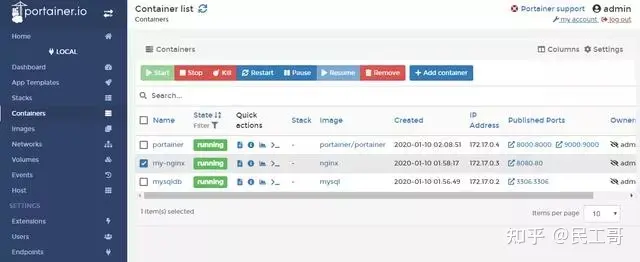 portainer.io
Home
LOCAL
Dashboard
App Templates
Stacks
Containers
Images
Networks
Volumes
Events
Host
SETTINGS
Extensions
Users
Endpoints
Container list
Containers
Portainer support
admin
my account
log out
Containers
Columns Settings
Start Stop Kill Restart Pause Resume Remove Add container
Search...
Name State Filter Quick actions Stack Image Created IP Address Published Ports Owner
portainer running - portainer/portainer 2020-01-10 02:08:51 172.17.0.4 8000:8000 9000:9000 adm
my-nginx running - nginx 2020-01-10 01:58:17 172.17.0.3 8080:80 adm
mysqldb running - mysql 2020-01-10 01:56:49 172.17.0.2 3306:3306 adm
1 item(s) selected
Items per page 10
知乎 @民工哥